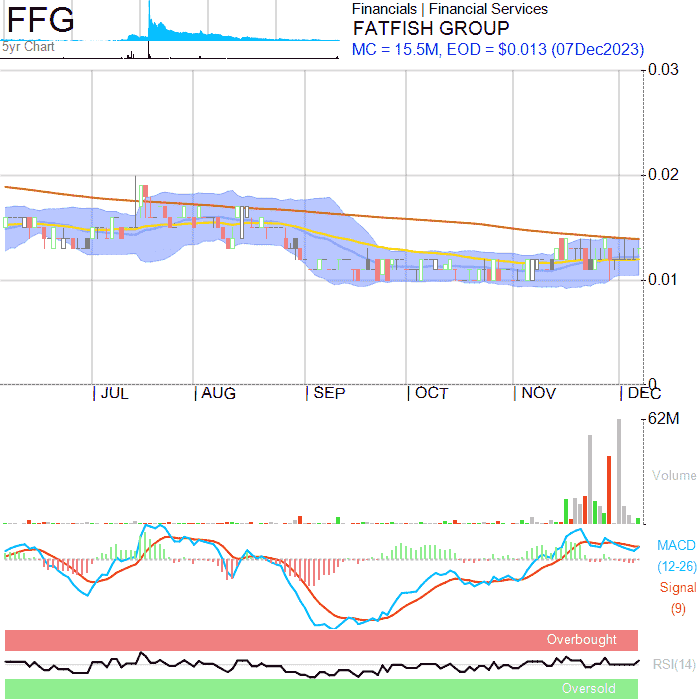 FFG
5yr Chart
Financials | Financial Services
FATFISH GROUP
MC = 15.5M, EOD = $0.013 (07Dec2023)
0.03
0.02
0.01
0
JUL
AUG
SEP
OCT
NOV
DEC
62M
Volume
MACD
(12-26)
Signal
(9)
Overbought
RSI(14)
Oversold